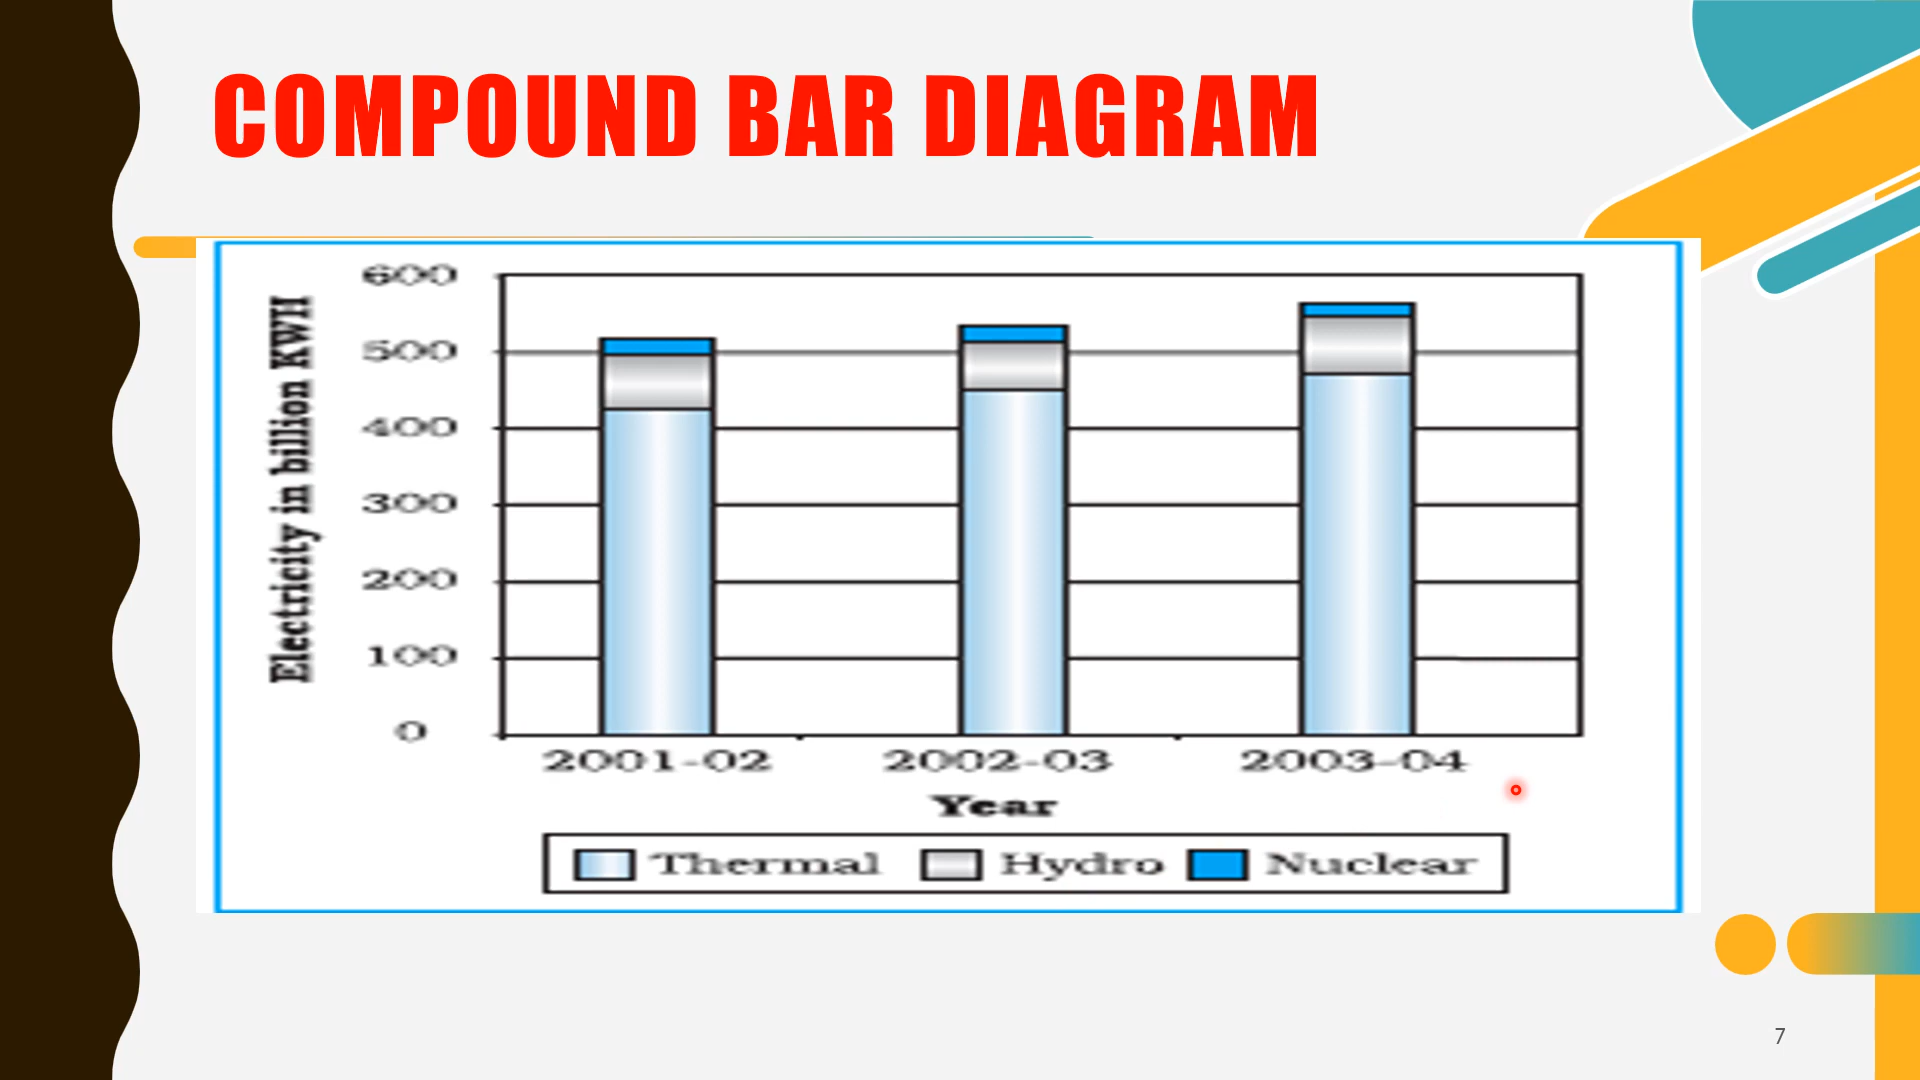 COMPOUND BAR DIAGRAM
Electricity in billion KWH
600
500
400
300
200
100
0
2001-02 2002-03 2003-04
Year
Thermal Hydro Nuclear
7